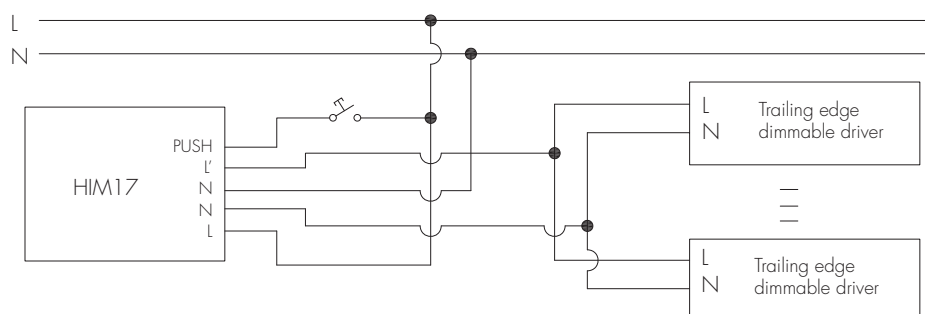 L
N
HIM17
PUSH
L'
N
N
L
L
N
Trailing edge
dimmable driver
L
N
Trailing edge
dimmable driver